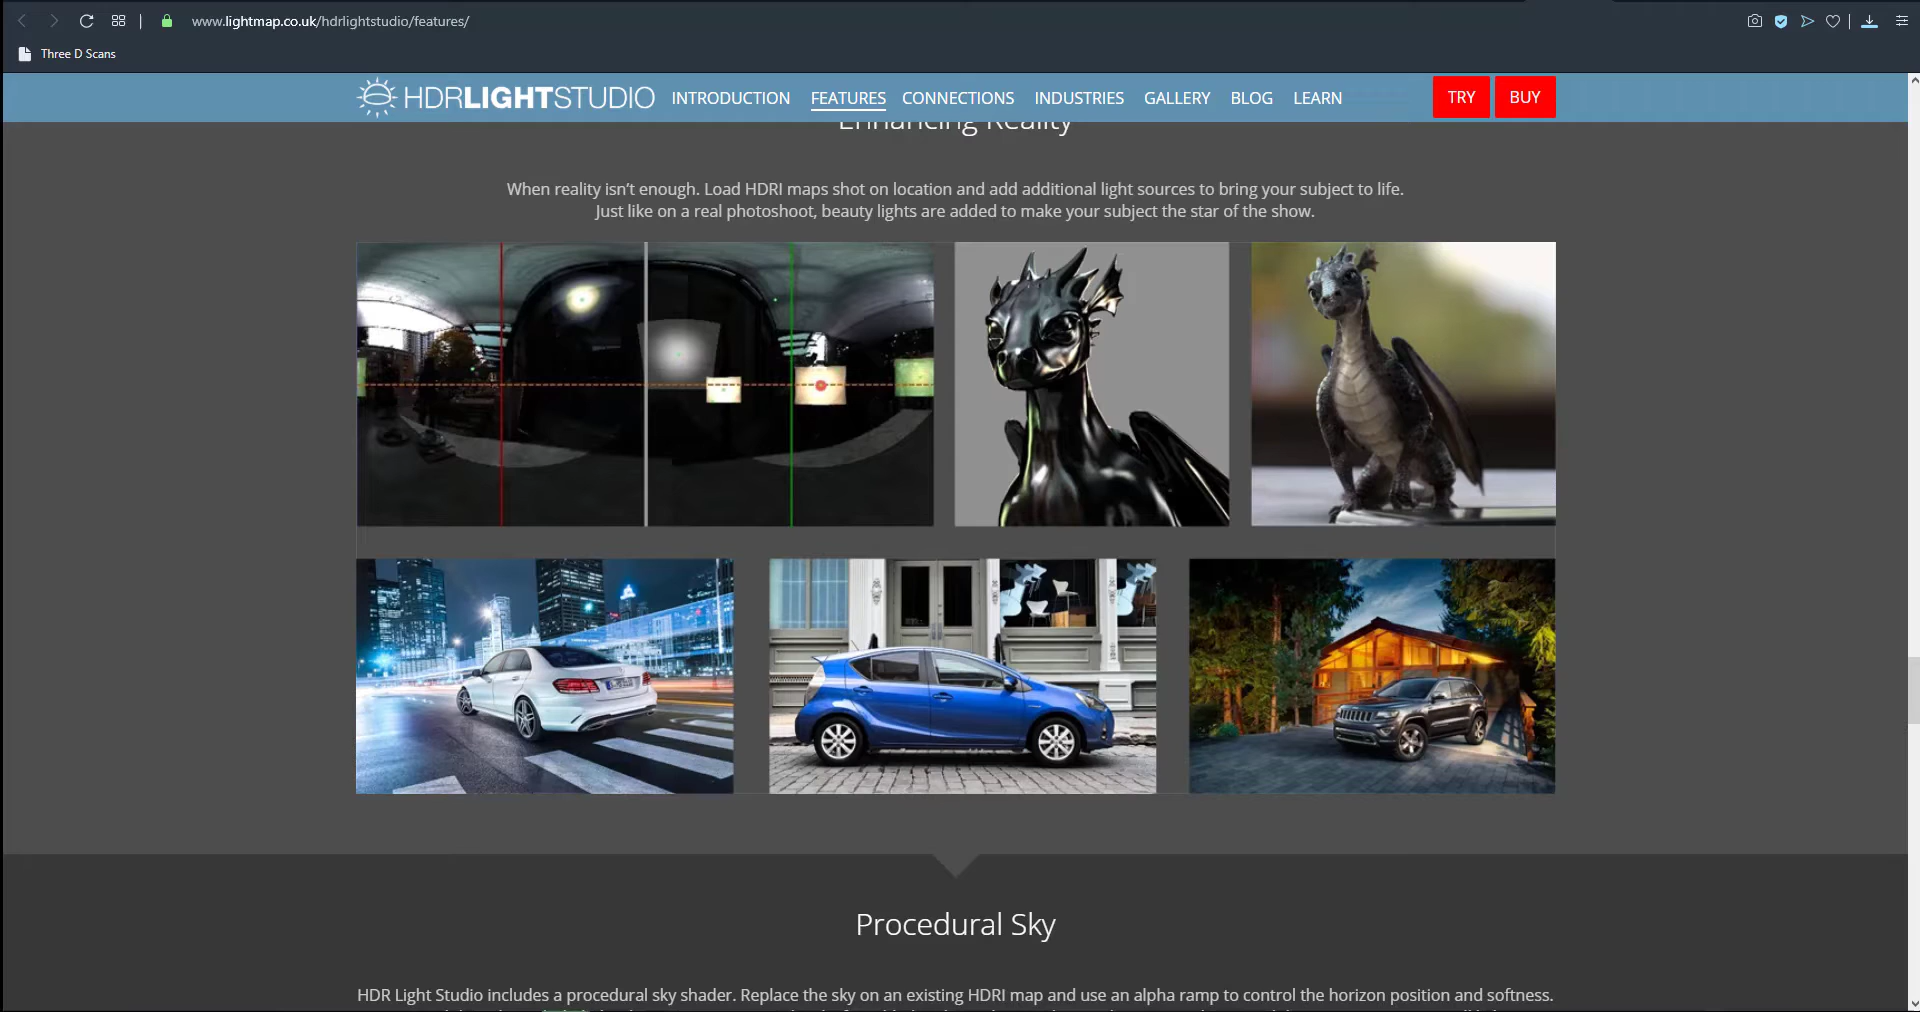 www.lightmap.co.uk/hdrlightstudio/features/
Three D Scans
HDRLIGHTSTUDIO INTRODUCTION FEATURES CONNECTIONS INDUSTRIES GALLERY BLOG LEARN TRY BUY
Enhancing Reality
When reality isn't enough. Load HDRI maps shot on location and add additional light sources to bring your subject to life.
Just like on a real photoshoot, beauty lights are added to make your subject the star of the show.
Procedural Sky
HDR Light Studio includes a procedural sky shader. Replace the sky on an existing HDRI map and use an alpha ramp to control the horizon position and softness.